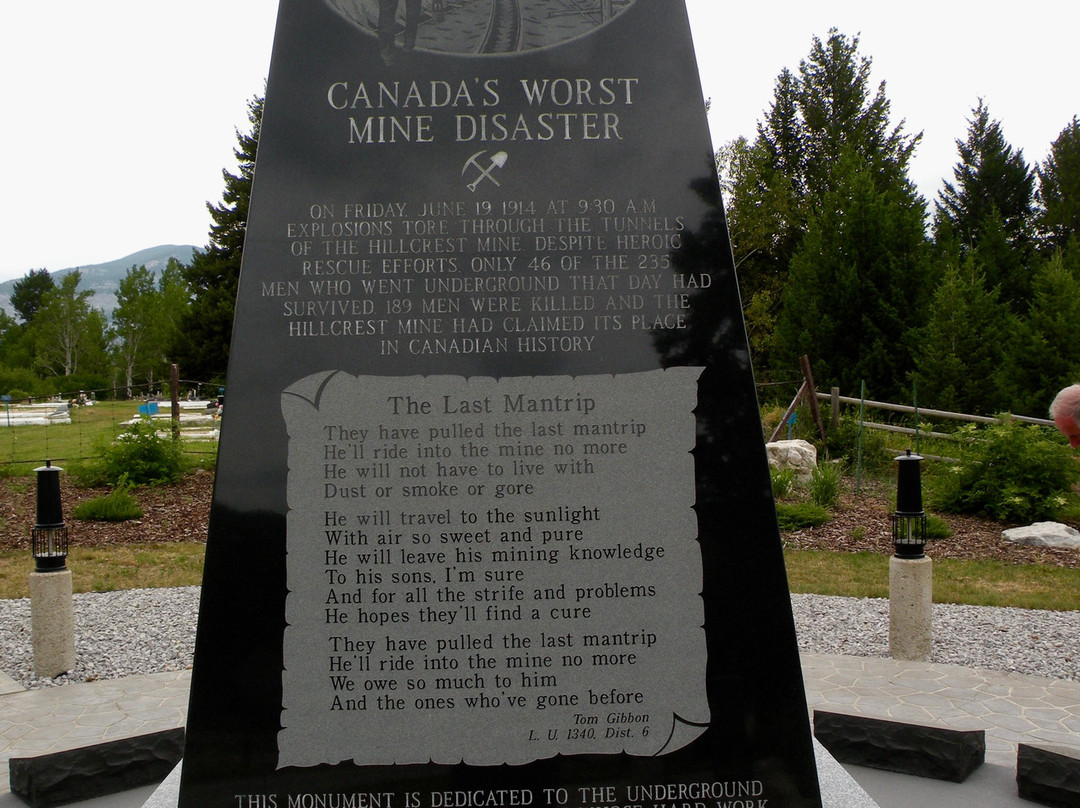 CANADA'S WORST
MINE DISASTER
ON FRIDAY, JUNE 19, 1914 AT 9:30 A.M.
EXPLOSIONS TORE THROUGH THE TUNNELS
OF THE HILLCREST MINE. DESPITE HEROIC
RESCUE EFFORTS, ONLY 46 OF THE 235
MEN WHO WENT UNDERGROUND THAT DAY HAD
SURVIVED. 189 MEN WERE KILLED AND THE
HILLCREST MINE HAD CLAIMED ITS PLACE
IN CANADIAN HISTORY
The Last Mantrip
They have pulled the last mantrip
He'll ride into the mine no more
He will not have to live with
Dust or smoke or gore
He will travel to the sunlight
With air so sweet and pure
He will leave his mining knowledge
To his sons, I'm sure
And for all the strife and problems
He hopes they'll find a cure
They have pulled the last mantrip
He'll ride into the mine no more
We owe so much to him
And the ones who've gone before
Tom Gibbon
L. U. 1340, Dist. 6
THIS MONUMENT IS DEDICATED TO THE UNDERGROUND
WHOSE HARD WORK